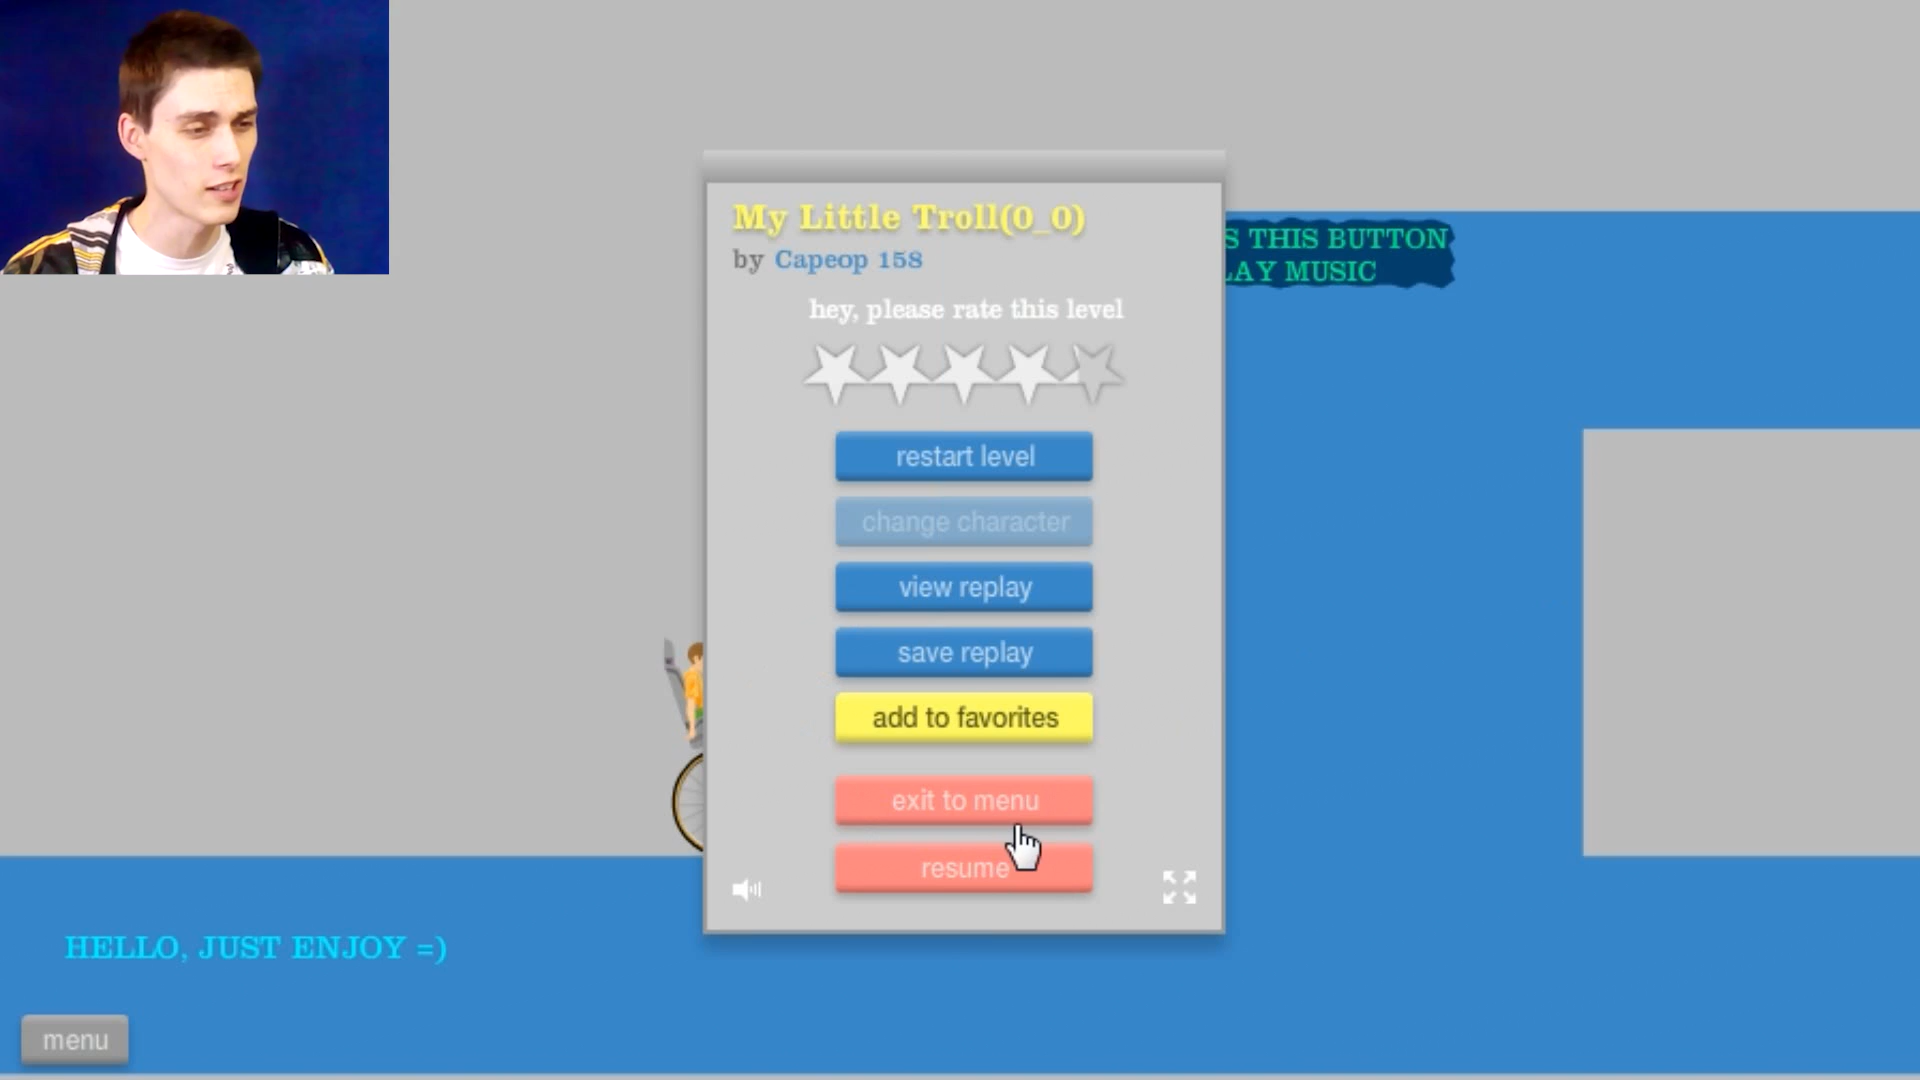 My Little Troll(0_0)
by Capeop 158
S THIS BUTTON
LAY MUSIC
hey, please rate this level
restart level
change character
view replay
save replay
add to favorites
exit to menu
resume
HELLO, JUST ENJOY =)
menu